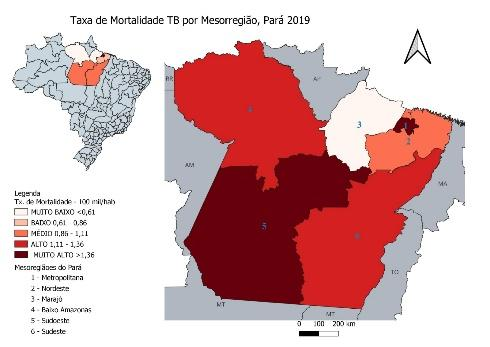 Taxa de Mortalidade TB por Mesorregião, Pará 2019
RR
AP
4
3
1
2
AM
MA
5
6
TO
MT
MT
Legenda
Tx. de Mortalidade - 100 mil/hab
MUITO BAIXO <0,61
BAIXO 0,61 - 0,86
MÉDIO 0,86 - 1,11
ALTO 1,11 - 1,36
MUITO ALTO >1,36
Mesoregiãoes do Pará
1 - Metropolitana
2 - Nordeste
3 - Marajó
4 - Baixo Amazonas
5 - Sudoeste
6 - Sudeste
0 100 200 km